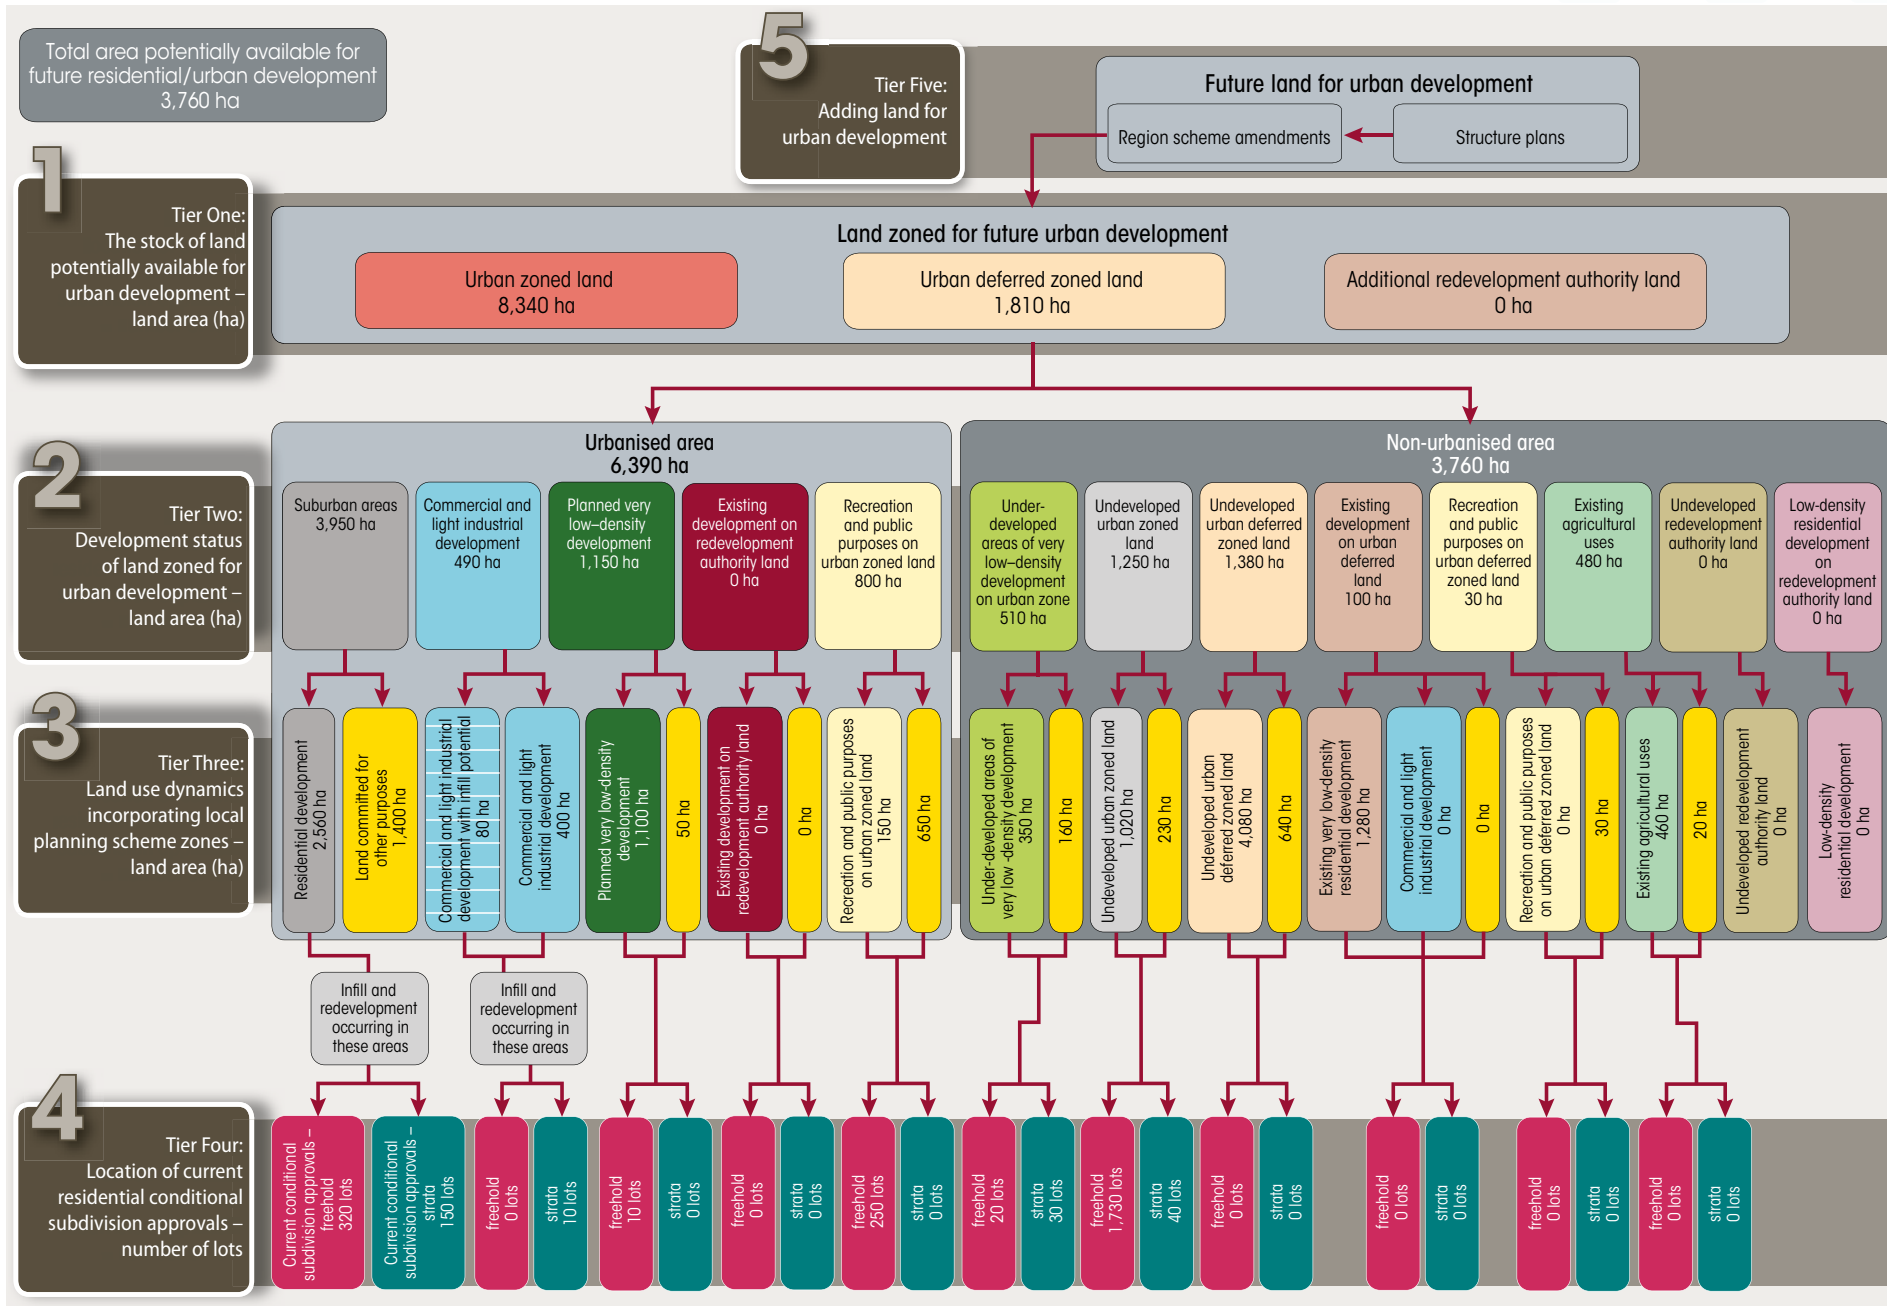 Total area potentially available for
future residential/urban development
3,760 ha
5
Tier Five:
Adding land for
urban development
Future land for urban development
Region scheme amendments
Structure plans
1
Tier One:
The stock of land
potentially available for
urban development –
land area (ha)
Land zoned for future urban development
Urban zoned land
8,340 ha
Urban deferred zoned land
1,810 ha
Additional redevelopment authority land
0 ha
2
Tier Two:
Development status
of land zoned for
urban development –
land area (ha)
Urbanised area
6,390 ha
Suburban areas
3,950 ha
Commercial and
light industrial
development
490 ha
Planned very
low–density
development
1,150 ha
Existing
development on
redevelopment
authority land
0 ha
Recreation
and public
purposes on
urban zoned land
800 ha
Non-urbanised area
3,760 ha
Under-
developed
areas of very
low–density
development
on urban zone
510 ha
Undeveloped
urban zoned
land
1,250 ha
Undeveloped
urban deferred
zoned land
1,380 ha
Existing
development
on urban
deferred
land
100 ha
Recreation
and public
purposes on
urban deferred
zoned land
30 ha
Existing
agricultural
uses
480 ha
Undeveloped
redevelopment
authority land
0 ha
Low-density
residential
development
on
redevelopment
authority land
0 ha
3
Tier Three:
Land use dynamics
incorporating local
planning scheme zones –
land area (ha)
Residential development
2,560 ha
Land committed for
other purposes
1,400 ha
Commercial and light industrial
development with infill potential
80 ha
Commercial and light
industrial development
400 ha
Planned very low-density
development
1,100 ha
50 ha
Existing development on
redevelopment authority land
0 ha
0 ha
Recreation and public purposes
on urban zoned land
150 ha
650 ha
Under-developed areas of
very low -density development
350 ha
160 ha
Undeveloped urban zoned land
1,020 ha
230 ha
Undeveloped urban
deferred zoned land
4,080 ha
640 ha
Existing very low-density
residential development
1,280 ha
Commercial and light
industrial development
0 ha
0 ha
Recreation and public purposes
on urban deferred zoned land
0 ha
30 ha
Existing agricultural uses
460 ha
20 ha
Undeveloped redevelopment
authority land
0 ha
Low-density
residential development
0 ha
Infill and
redevelopment
occurring in
these areas
Infill and
redevelopment
occurring in
these areas
4
Tier Four:
Location of current
residential conditional
subdivision approvals –
number of lots
Current conditional
subdivision approvals –
freehold
320 lots
Current conditional
subdivision approvals –
strata
150 lots
freehold
0 lots
strata
10 lots
freehold
10 lots
strata
0 lots
freehold
0 lots
strata
0 lots
freehold
250 lots
strata
0 lots
freehold
20 lots
strata
30 lots
freehold
1,730 lots
strata
40 lots
freehold
0 lots
strata
0 lots
freehold
0 lots
strata
0 lots
freehold
0 lots
strata
0 lots
freehold
0 lots
strata
0 lots